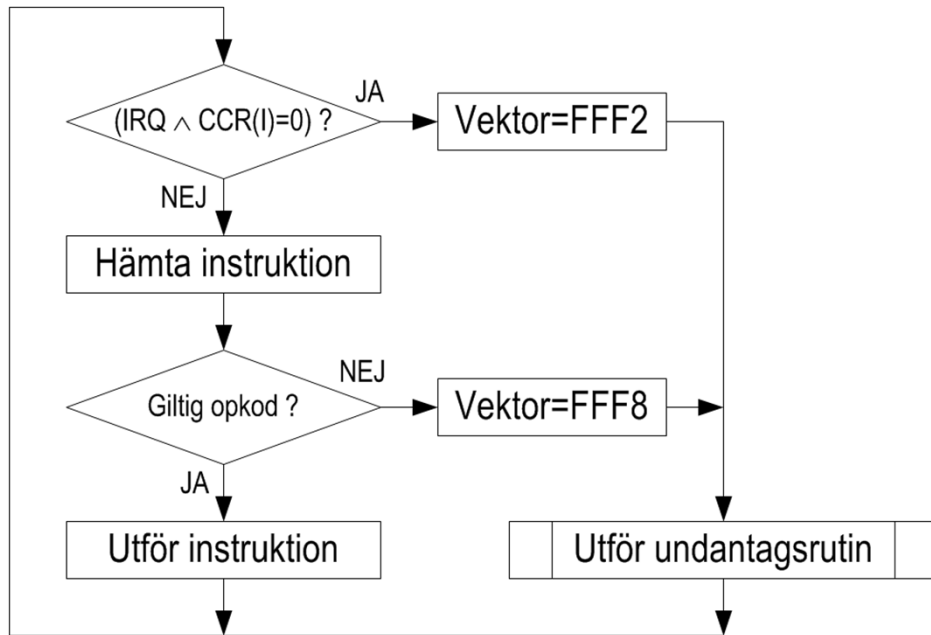 (IRQ ∧ CCR(I)=0) ?
JA
Vektor=FFF2
NEJ
Hämta instruktion
Giltig opkod ?
NEJ
Vektor=FFF8
JA
Utför instruktion
Utför undantagsrutin